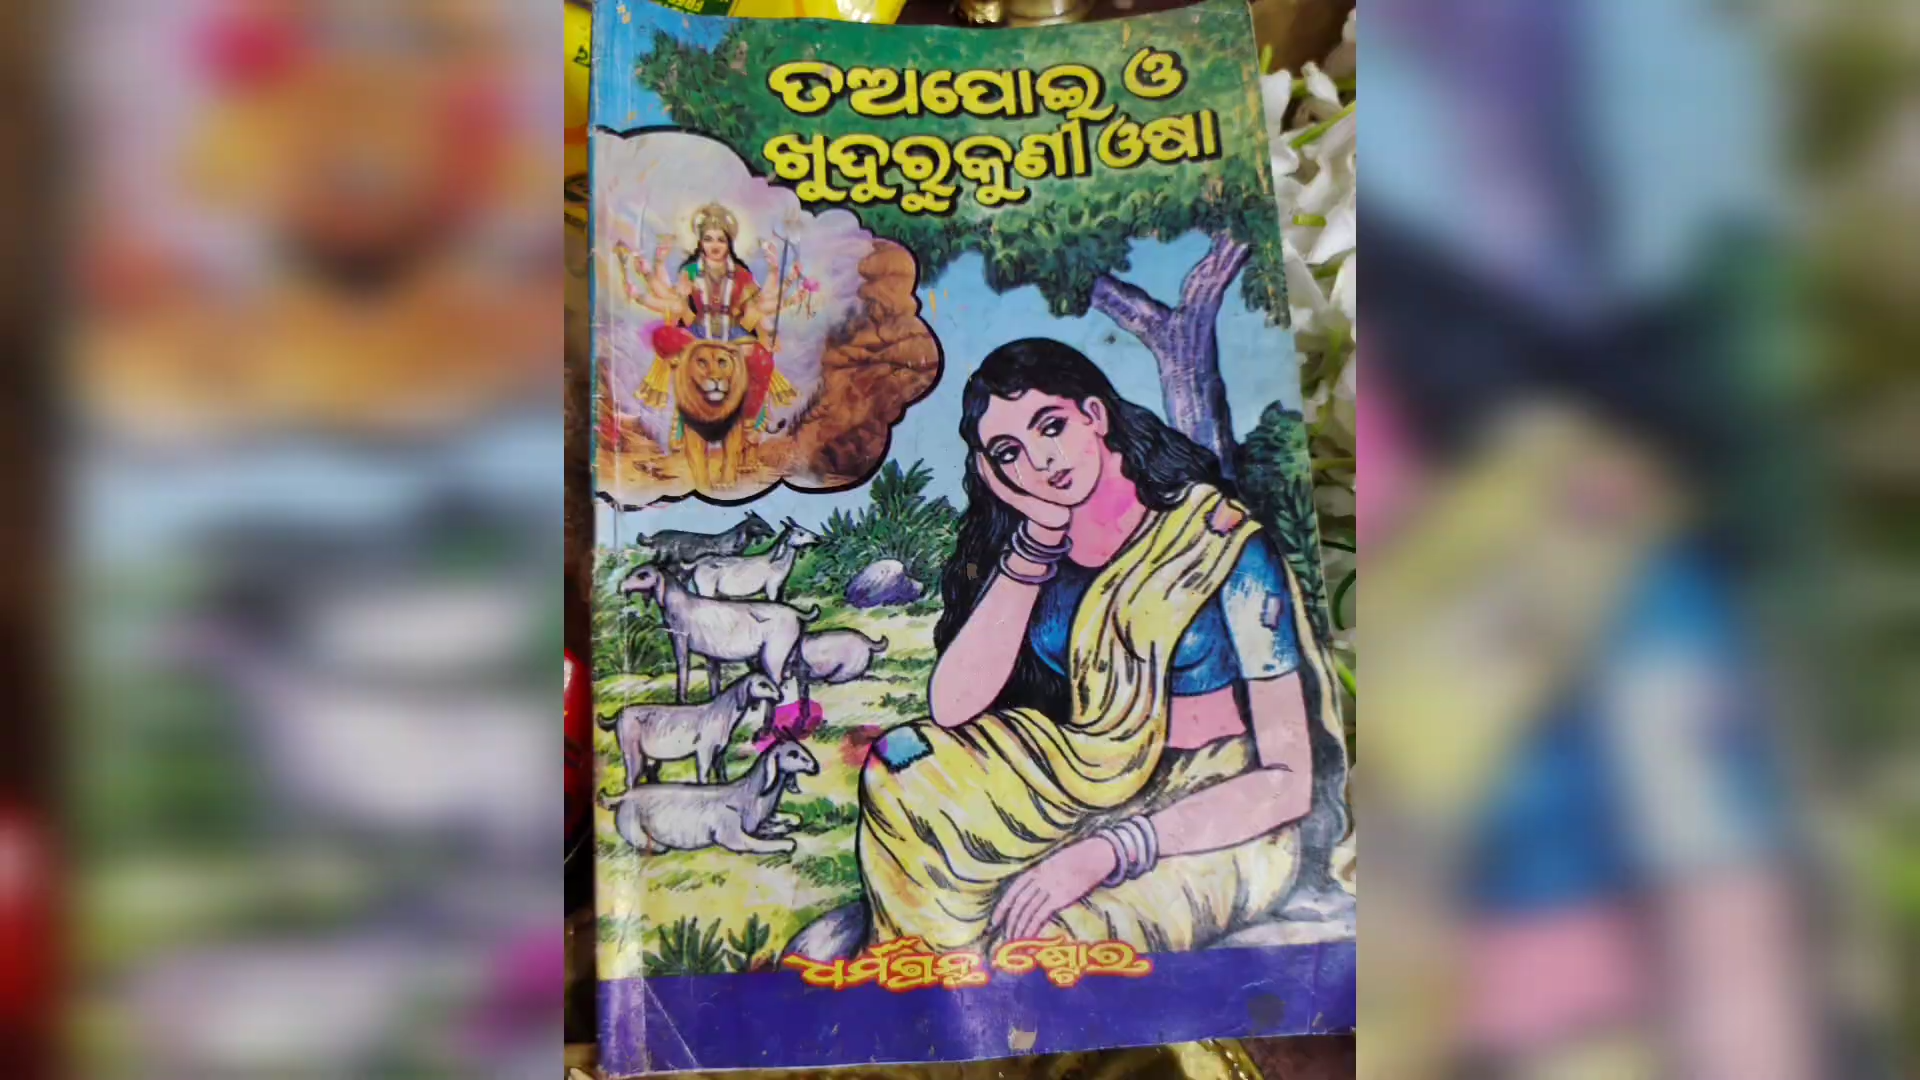 ତଅପୋଇ ଓ
ଖୁଦୁରୁକୁଣୀ ଓଷା
ଧର୍ମଗ୍ରନ୍ଥ ଷ୍ଟୋର